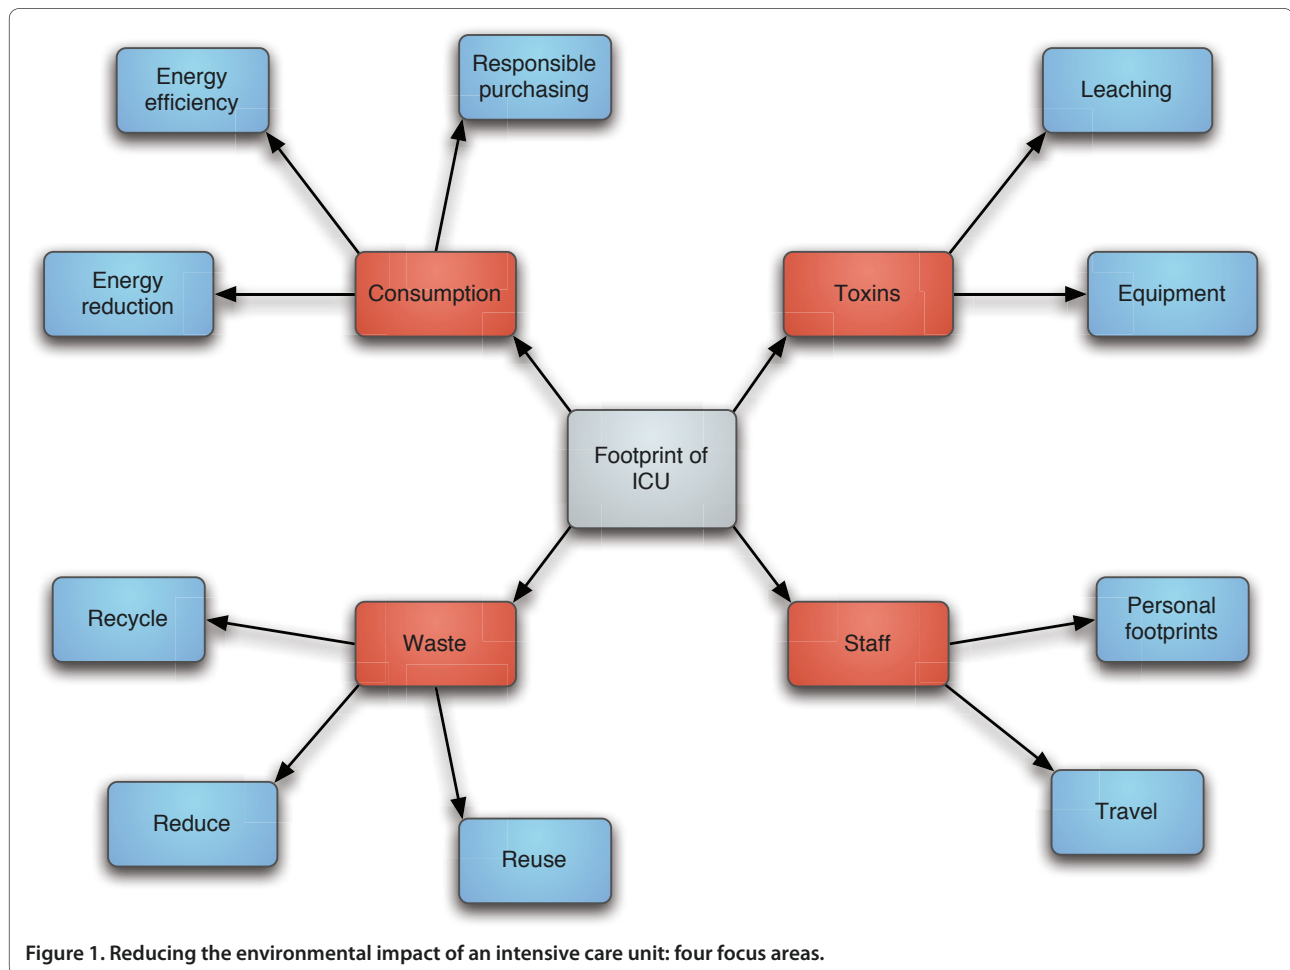 Energy
efficiency
Responsible
purchasing
Leaching
Energy
reduction
Consumption
Toxins
Equipment
Footprint of
ICU
Recycle
Waste
Staff
Personal
footprints
Reduce
Reuse
Travel
Figure 1. Reducing the environmental impact of an intensive care unit: four focus areas.